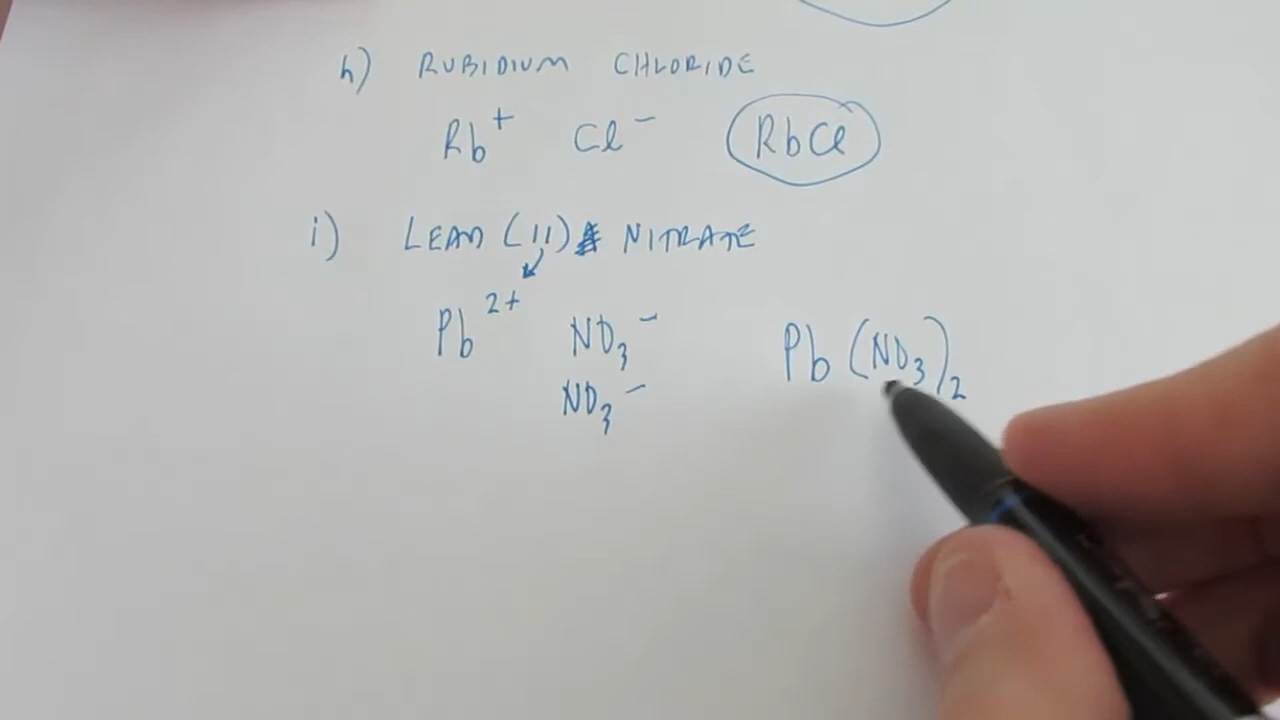 h) RUBIDIUM CHLORIDE
Rb⁺ Cl⁻ RbCl
i) LEAD (II) NITRATE
Pb²⁺ NO₃⁻ Pb(NO₃)₂
NO₃⁻